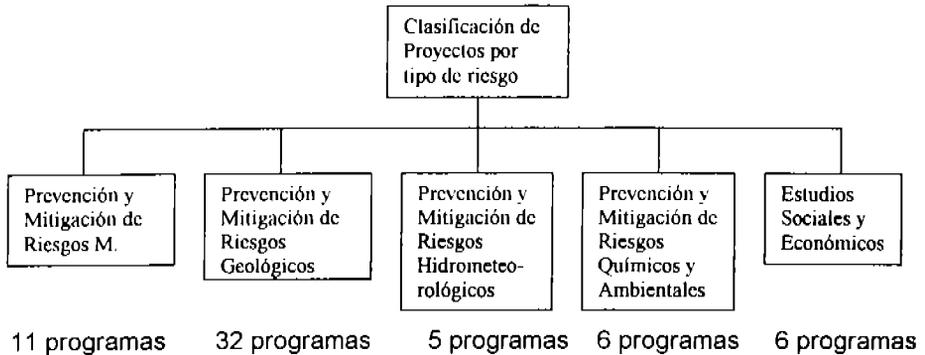 Clasificación de
Proyectos por
tipo de riesgo
Prevención y
Mitigación de
Riesgos M.
Prevención y
Mitigación de
Riesgos
Geológicos
Prevención y
Mitigación de
Riesgos
Hidrometeo-
rológicos
Prevención y
Mitigación de
Riesgos
Químicos y
Ambientales
Estudios
Sociales y
Económicos
11 programas
32 programas
5 programas
6 programas
6 programas